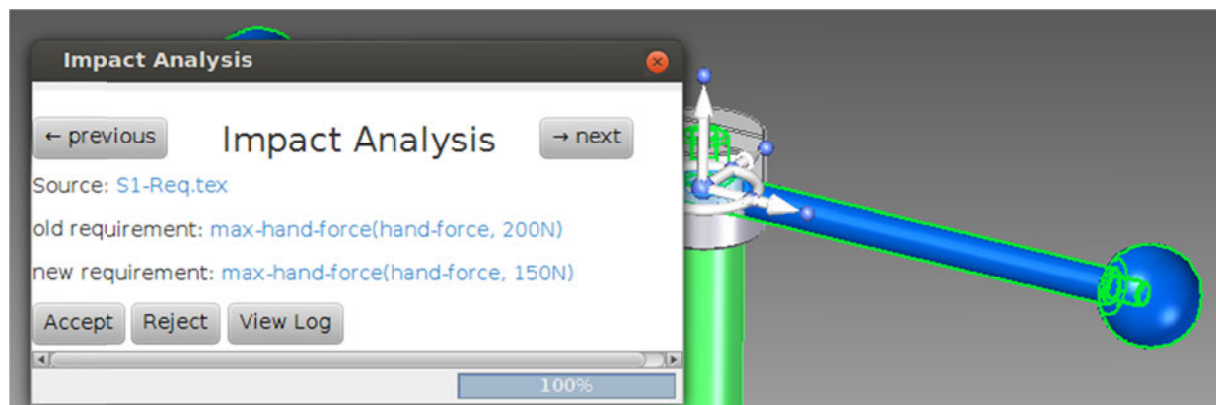 Impact Analysis
← previous Impact Analysis → next
Source: S1-Req.tex
old requirement: max-hand-force(hand-force, 200N)
new requirement: max-hand-force(hand-force, 150N)
Accept Reject View Log
100%